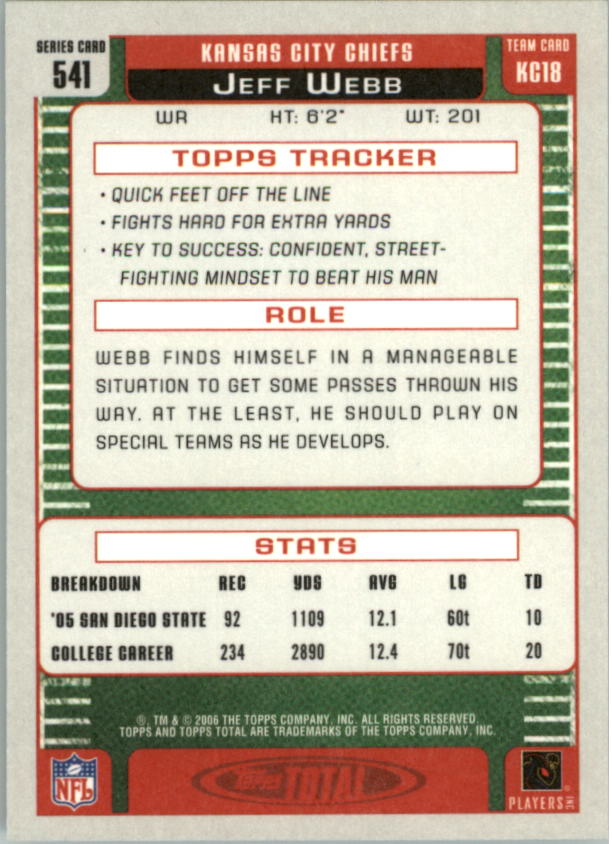 SERIES CARD
541
KANSAS CITY CHIEFS
JEFF WEBB
TEAM CARD
KC18
WR HT: 6'2" WT: 201
TOPPS TRACKER
• QUICK FEET OFF THE LINE
• FIGHTS HARD FOR EXTRA YARDS
• KEY TO SUCCESS: CONFIDENT, STREET-
FIGHTING MINDSET TO BEAT HIS MAN
ROLE
WEBB FINDS HIMSELF IN A MANAGEABLE
SITUATION TO GET SOME PASSES THROWN HIS
WAY. AT THE LEAST, HE SHOULD PLAY ON
SPECIAL TEAMS AS HE DEVELOPS.
STATS
BREAKDOWN REC YDS AVG LG TD
'05 SAN DIEGO STATE 92 1109 12.1 60t 10
COLLEGE CAREER 234 2890 12.4 70t 20
®, TM & © 2006 THE TOPPS COMPANY, INC. ALL RIGHTS RESERVED.
TOPPS AND TOPPS TOTAL ARE TRADEMARKS OF THE TOPPS COMPANY, INC.
NFL
TOPPS TOTAL
PLAYERS INC